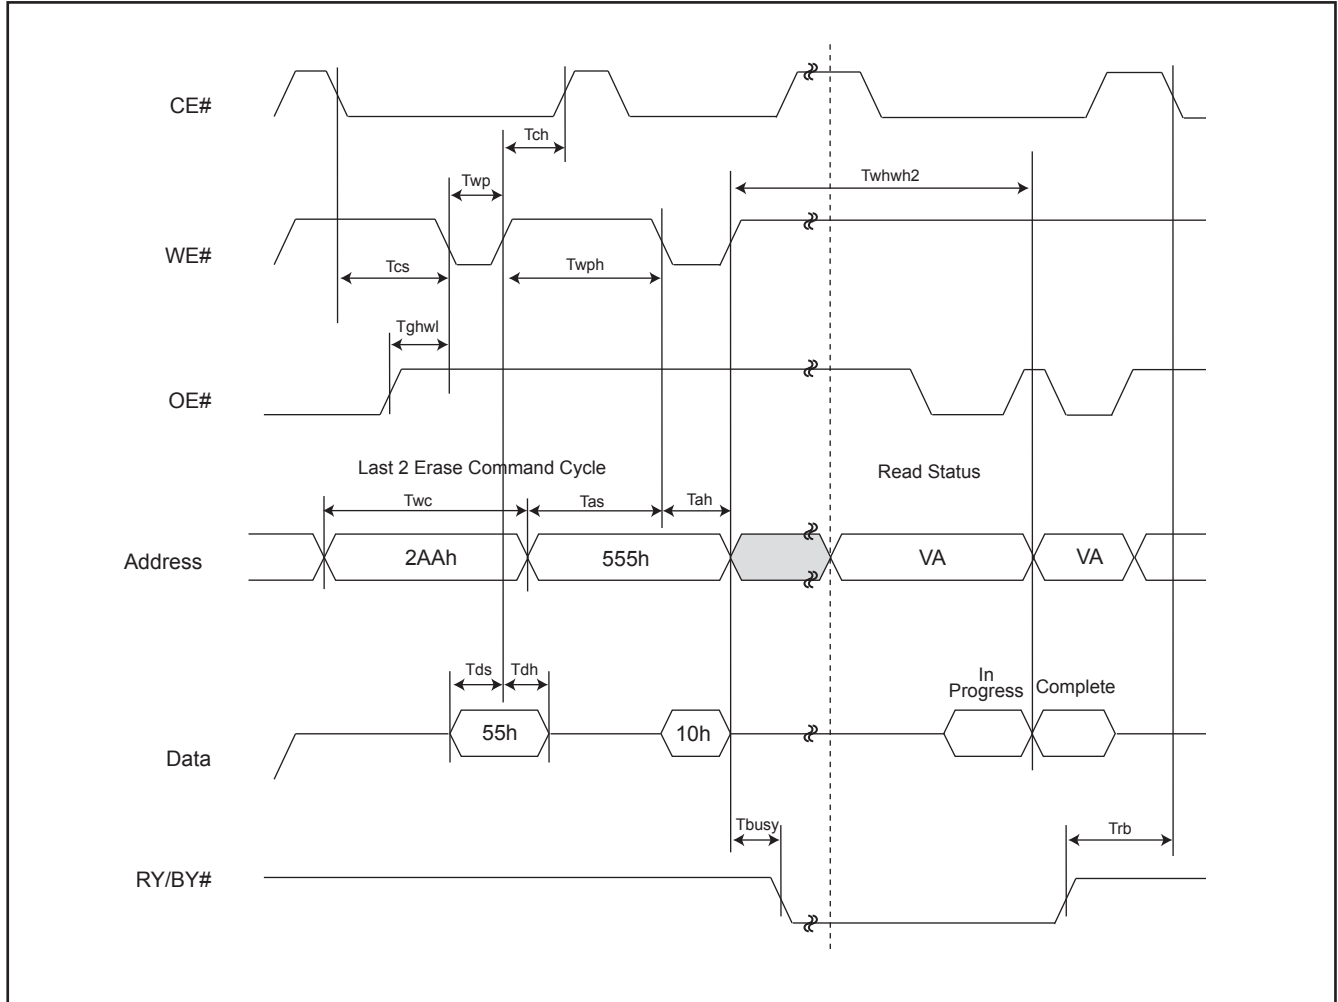 CE#
Tch
Twp
Twhwh2
WE#
Tcs
Twph
Tghwl
OE#
Last 2 Erase Command Cycle
Read Status
Twc
Tas
Tah
Address
2AAh
555h
VA
VA
Tds
Tdh
In
Progress
Complete
55h
10h
Data
Tbusy
Trb
RY/BY#